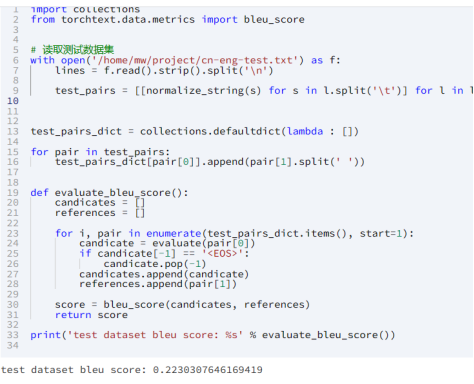 1 import collections
2 from torchtext.data.metrics import bleu_score
3
4
5 # 读取测试数据集
6 with open('/home/mw/project/cn-eng-test.txt') as f:
7 lines = f.read().strip().split('\n')
8
9 test_pairs = [[normalize_string(s) for s in l.split('\t')] for l in l
10
11
12
13 test_pairs_dict = collections.defaultdict(lambda : [])
14
15 for pair in test_pairs:
16 test_pairs_dict[pair[0]].append(pair[1].split(' '))
17
18
19 def evaluate_bleu_score():
20 candicates = []
21 references = []
22
23 for i, pair in enumerate(test_pairs_dict.items(), start=1):
24 candicate = evaluate(pair[0])
25 if candicate[-1] == '<EOS>':
26 candicate.pop(-1)
27 candicates.append(candicate)
28 references.append(pair[1])
29
30 score = bleu_score(candicates, references)
31 return score
32
33 print('test dataset bleu score: %s' % evaluate_bleu_score())
34
test dataset bleu score: 0.2230307646169419